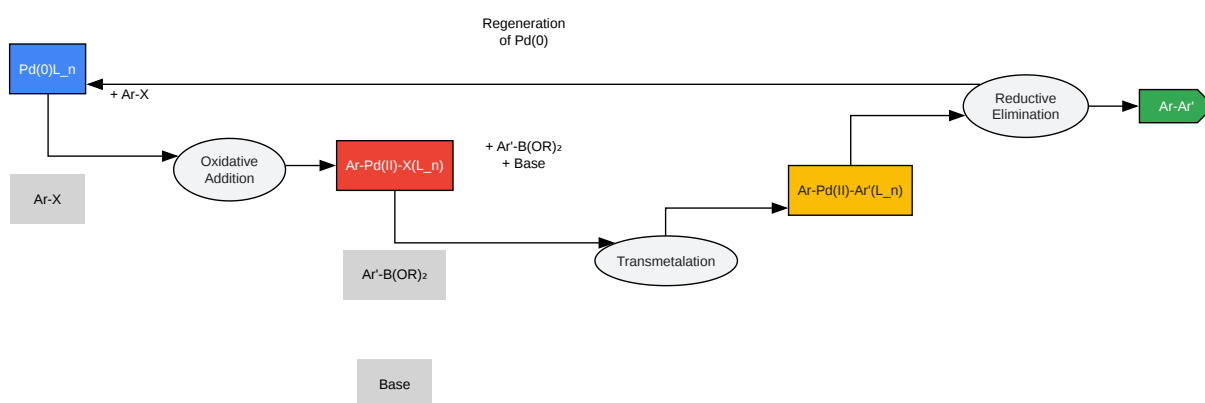 Regeneration
of Pd(0)
Pd(0)L_n
+ Ar-X
Reductive
Elimination
Ar-Ar'
Oxidative
Addition
Ar-Pd(II)-X(L_n)
+ Ar'-B(OR)₂
+ Base
Ar-Pd(II)-Ar'(L_n)
Ar-X
Ar'-B(OR)₂
Transmetalation
Base